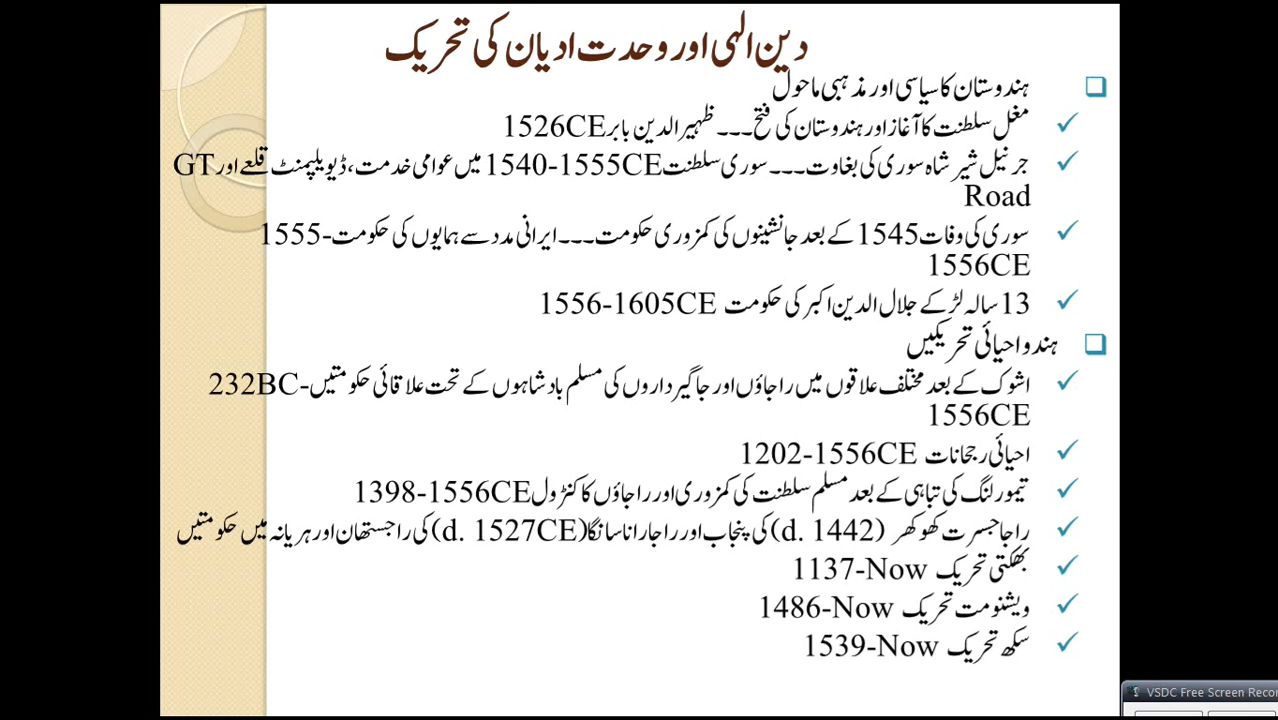 دین الٰہی اور وحدت ادیان کی تحریک
ہندوستان کا سیاسی اور مذہبی ماحول
مغل سلطنت کا آغاز اور ہندوستان کی فتح۔۔۔ ظہیر الدین بابر 1526CE
جرنیل شیر شاہ سوری کی بغاوت۔۔۔ سوری سلطنت 1540-1555CE میں عوامی خدمت، ڈیویلپمنٹ قلعے اور GT
Road
سوری کی وفات 1545 کے بعد جانشینوں کی کمزوری حکومت۔۔۔ ایرانی مدد سے ہمایوں کی حکومت 1555-
1556CE
13 سالہ لڑکے جلال الدین اکبر کی حکومت 1556-1605CE
ہندو احیائی تحریکیں
اشوک کے بعد مختلف علاقوں میں راجاؤں اور جاگیرداروں کی مسلم بادشاہوں کے تحت علاقائی حکومتیں 232BC-
1556CE
احیائی رجحانات 1202-1556CE
تیمور لنگ کی تباہی کے بعد مسلم سلطنت کی کمزوری اور راجاؤں کا کنٹرول 1398-1556CE
راجا جسرت کھوکھر (d. 1442) کی پنجاب اور راجا رانا سانگا (d. 1527CE) کی راجستھان اور ہریانہ میں حکومتیں
بھکتی تحریک 1137-Now
ویشنومت تحریک 1486-Now
سکھ تحریک 1539-Now
VSDC Free Screen Recor